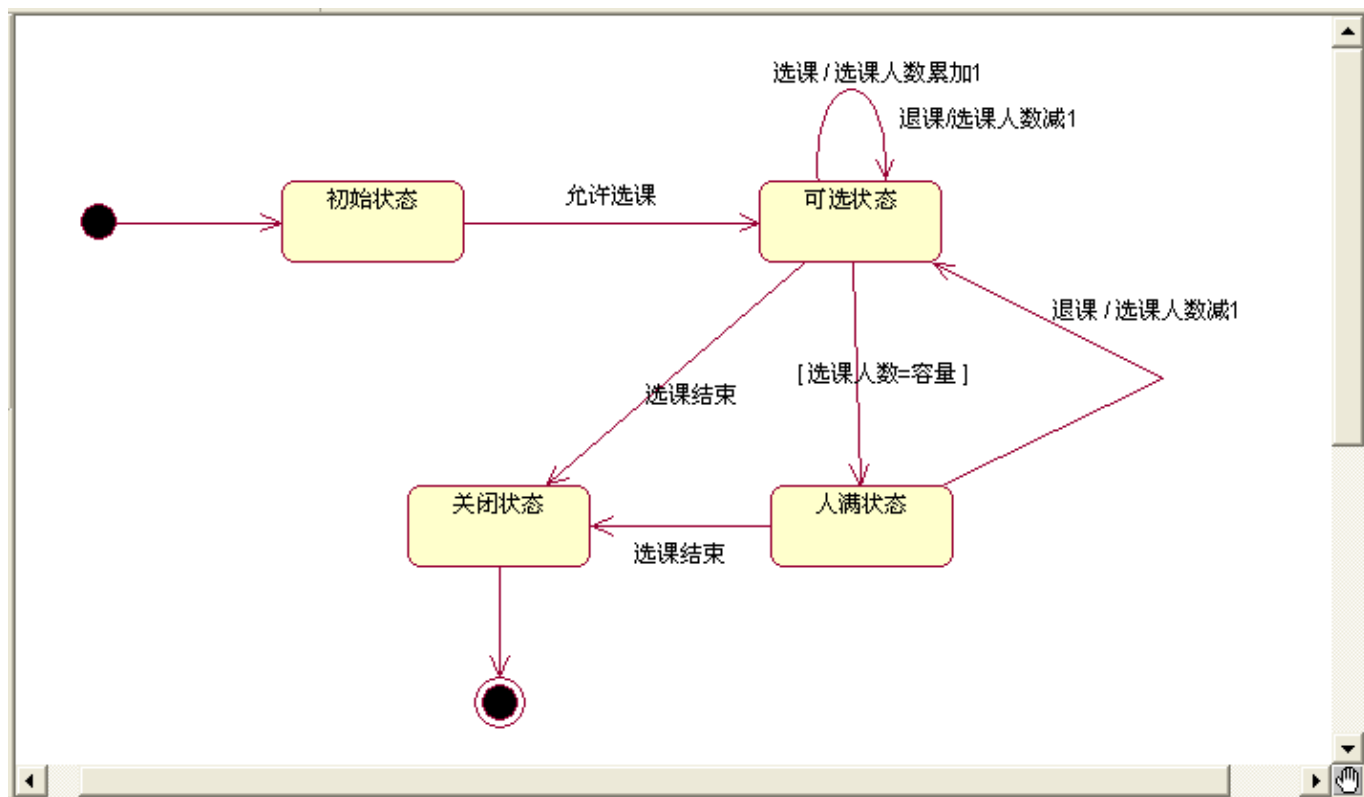 选课 / 选课人数累加1
退课/选课人数减1
初始状态
允许选课
可选状态
退课 / 选课人数减1
[ 选课人数=容量 ]
选课结束
关闭状态
人满状态
选课结束